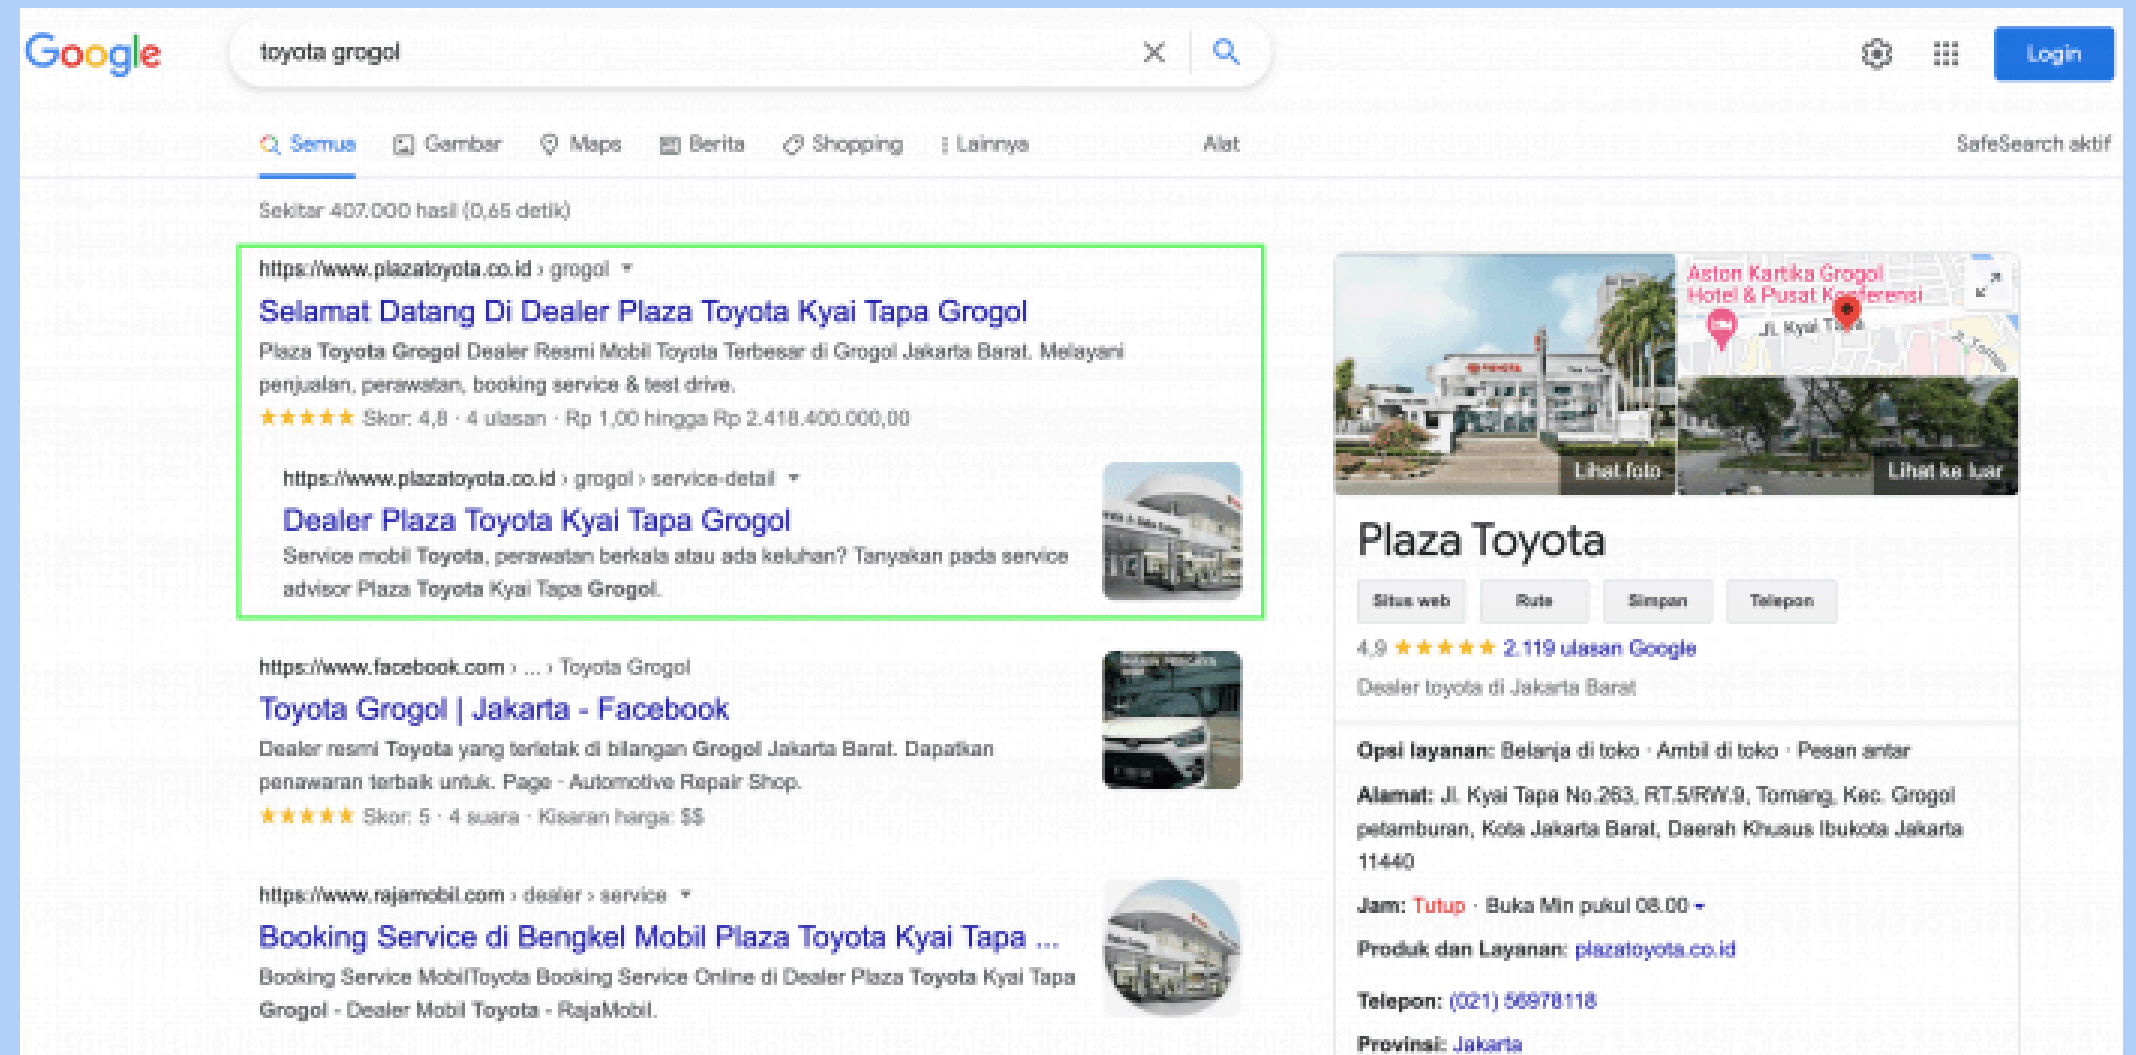 Google
toyota grogol
Login
Semua
Gambar
Maps
Berita
Shopping
Lainnya
Alat
SafeSearch aktif
Sekitar 407.000 hasil (0,65 detik)
https://www.plazatoyota.co.id › grogol
Selamat Datang Di Dealer Plaza Toyota Kyai Tapa Grogol
Plaza Toyota Grogol Dealer Resmi Mobil Toyota Terbesar di Grogol Jakarta Barat. Melayani
penjualan, perawatan, booking service & test drive.
Skor: 4,8 · 4 ulasan · Rp 1,00 hingga Rp 2.418.400.000,00
https://www.plazatoyota.co.id › grogol › service-detail
Dealer Plaza Toyota Kyai Tapa Grogol
Service mobil Toyota, perawatan berkala atau ada keluhan? Tanyakan pada service
advisor Plaza Toyota Kyai Tapa Grogol.
https://www.facebook.com › ... › Toyota Grogol
Toyota Grogol | Jakarta - Facebook
Dealer resmi Toyota yang terletak di bilangan Grogol Jakarta Barat. Dapatkan
penawaran terbaik untuk. Page · Automotive Repair Shop.
Skor: 5 · 4 suara · Kisaran harga: $$
https://www.rajamobil.com › dealer › service
Booking Service di Bengkel Mobil Plaza Toyota Kyai Tapa ...
Booking Service MobilToyota Booking Service Online di Dealer Plaza Toyota Kyai Tapa
Grogol - Dealer Mobil Toyota - RajaMobil.
TOYOTA
Lihat foto
Aston Kartika Grogol
Hotel & Pusat Konferensi
Jl. Kyai Tapa
Lihat ke luar
Plaza Toyota
Situs web
Rute
Simpan
Telepon
4,9 2.119 ulasan Google
Dealer toyota di Jakarta Barat
Opsi layanan: Belanja di toko · Ambil di toko · Pesan antar
Alamat: Jl. Kyai Tapa No.263, RT.5/RW.9, Tomang, Kec. Grogol
petamburan, Kota Jakarta Barat, Daerah Khusus Ibukota Jakarta
11440
Jam: Tutup · Buka Min pukul 08.00
Produk dan Layanan: plazatoyota.co.id
Telepon: (021) 56978118
Provinsi: Jakarta